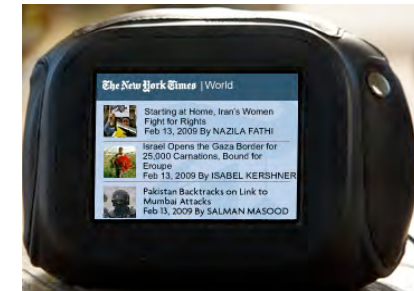 The New York Times | World
Starting at Home, Iran's Women
Fight for Rights
Feb 13, 2009 By NAZILA FATHI
Israel Opens the Gaza Border for
25,000 Carnations, Bound for
Eroupe
Feb 13, 2009 By ISABEL KERSHNER
Pakistan Backtracks on Link to
Mumbai Attacks
Feb 13, 2009 By SALMAN MASOOD